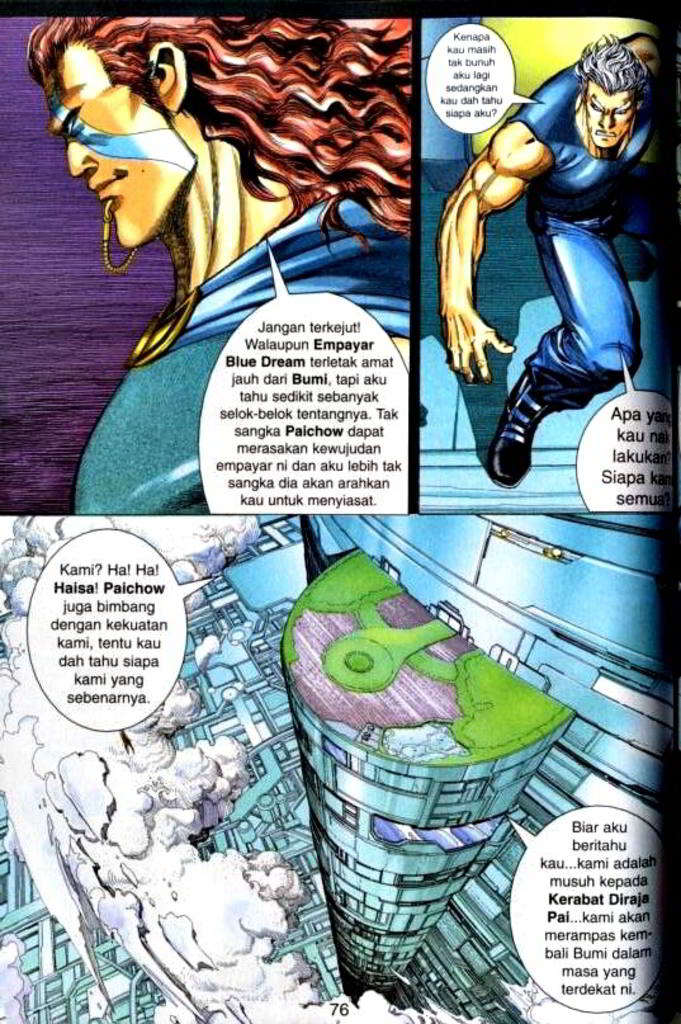 Jangan terkejut!
Walaupun Empayar
Blue Dream terletak amat
jauh dari Bumi, tapi aku
tahu sedikit sebanyak
selok-belok tentangnya. Tak
sangka Paichow dapat
merasakan kewujudan
empayar ni dan aku lebih tak
sangka dia akan arahkan
kau untuk menyiasat.
Kenapa
kau masih
tak bunuh
aku lagi
sedangkan
kau dah tahu
siapa aku?
Apa yang
kau nak
lakukan?
Siapa kam
semua?
Kami? Ha! Ha!
Haisa! Paichow
juga bimbang
dengan kekuatan
kami, tentu kau
dah tahu siapa
kami yang
sebenarnya.
Biar aku
beritahu
kau...kami adalah
musuh kepada
Kerabat Diraja
Pai...kami akan
merampas kem-
bali Bumi dalam
masa yang
terdekat ni.
76